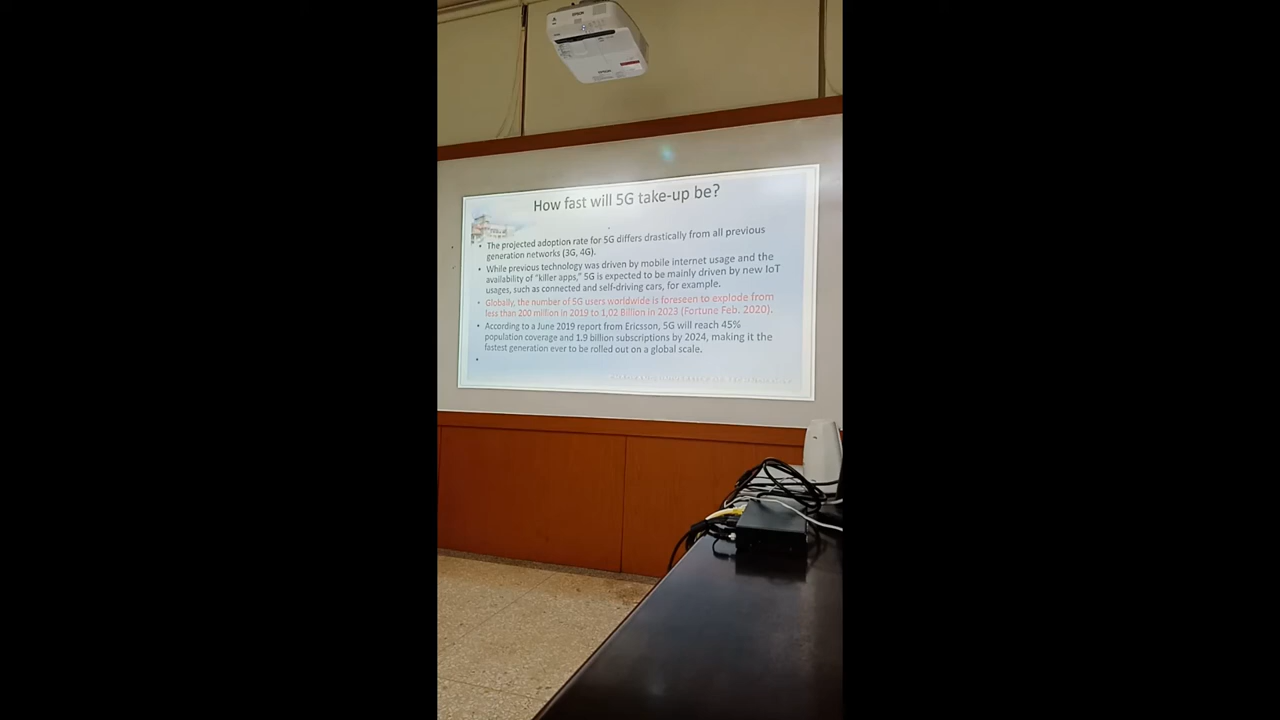 EPSON
EPSON
How fast will 5G take-up be?
• The projected adoption rate for 5G differs drastically from all previous
generation networks (3G, 4G).
• While previous technology was driven by mobile internet usage and the
availability of “killer apps,” 5G is expected to be mainly driven by new IoT
usages, such as connected and self-driving cars, for example.
• Globally, the number of 5G users worldwide is foreseen to explode from
less than 200 million in 2019 to 1,02 Billion in 2023 (Fortune Feb. 2020).
• According to a June 2019 report from Ericsson, 5G will reach 45%
population coverage and 1.9 billion subscriptions by 2024, making it the
fastest generation ever to be rolled out on a global scale.
•